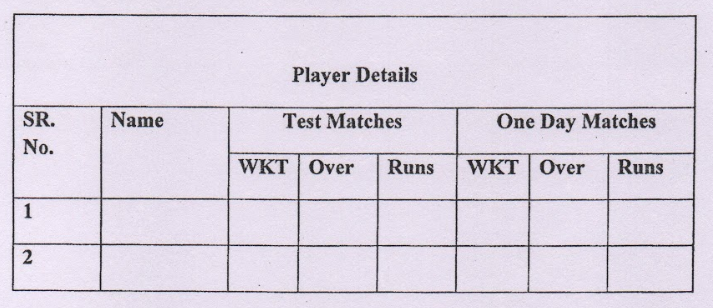 Player Details
SR. No. Name Test Matches One Day Matches
WKT Over Runs WKT Over Runs
1
2